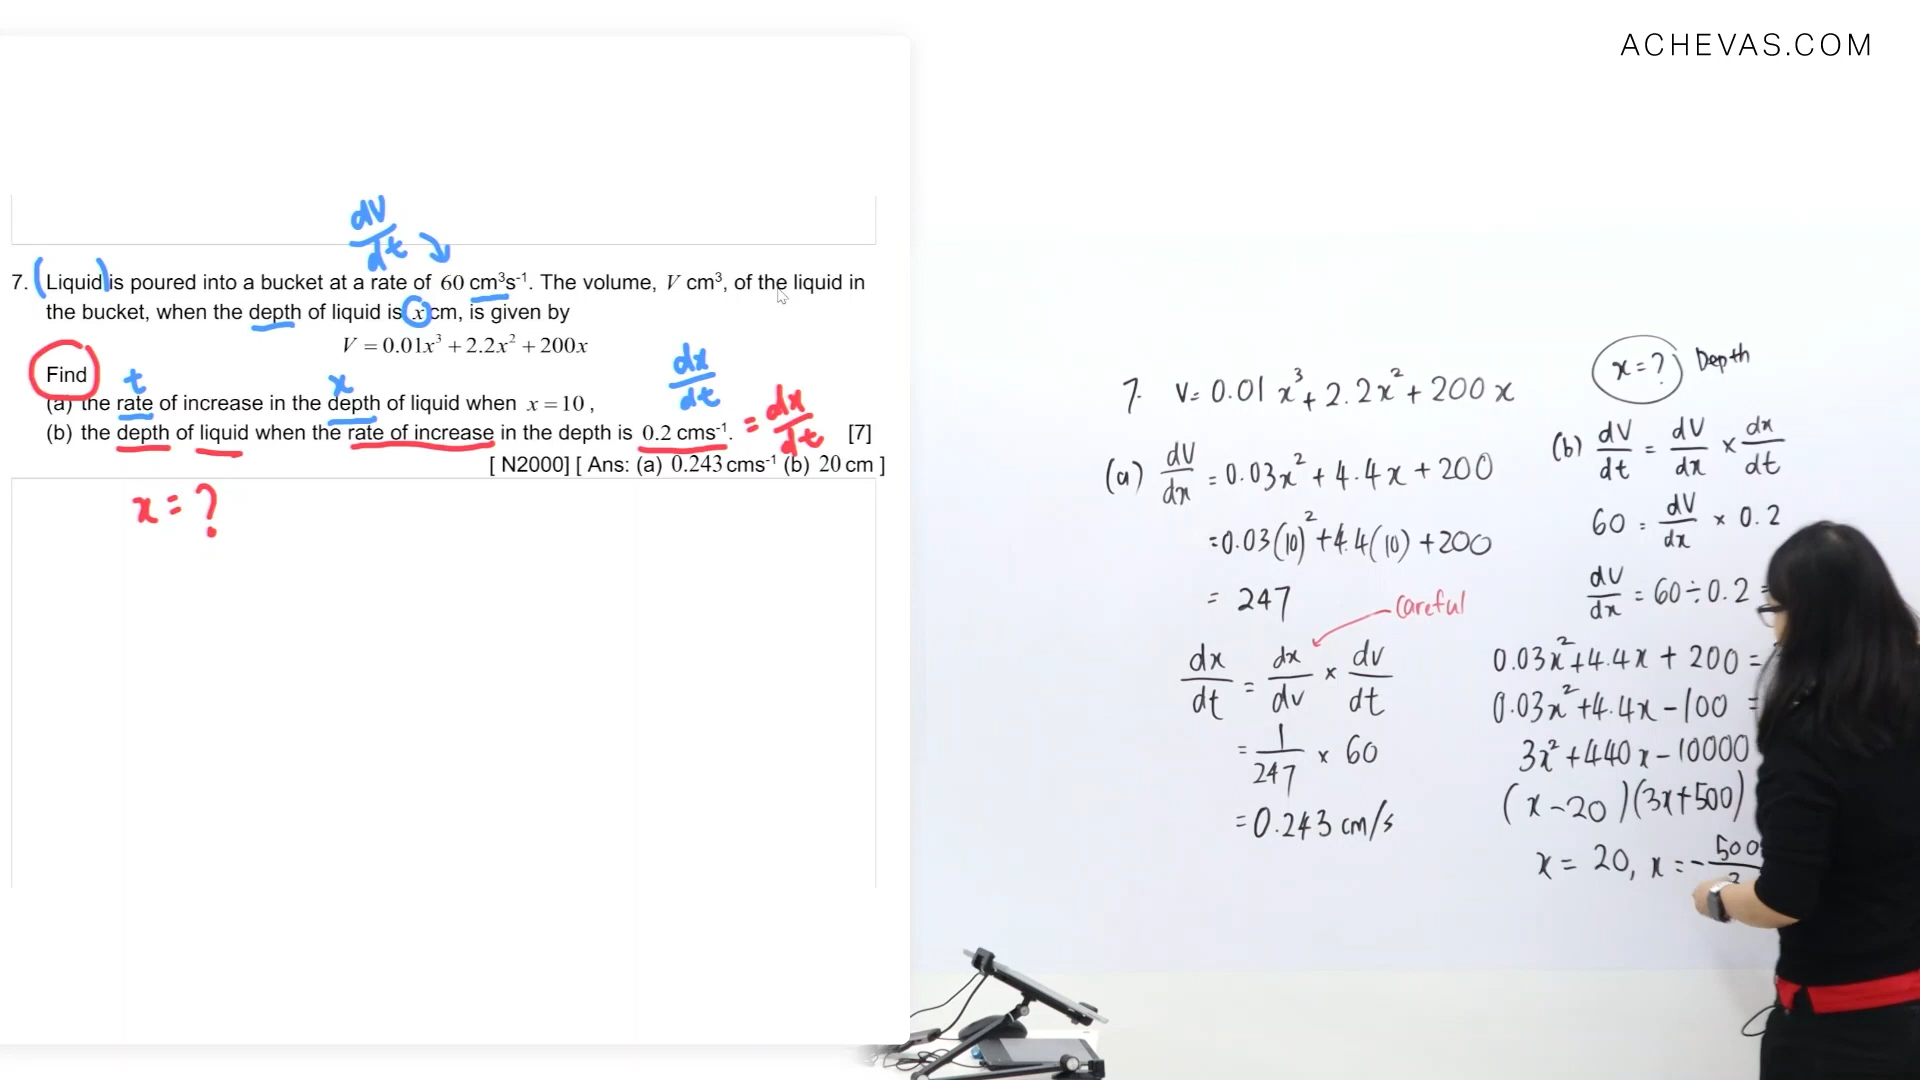 ACHEVAS.COM
dV/dt
7. (Liquid) is poured into a bucket at a rate of 60 cm³s⁻¹. The volume, V cm³, of the liquid in
the bucket, when the depth of liquid is x cm, is given by
V = 0.01x³ + 2.2x² + 200x
Find
t x dx/dt
(a) the rate of increase in the depth of liquid when x = 10 ,
(b) the depth of liquid when the rate of increase in the depth is 0.2 cms⁻¹. = dx/dt [7]
[ N2000] [ Ans: (a) 0.243 cms⁻¹ (b) 20 cm ]
x = ?
7. V = 0.01 x³ + 2.2x² + 200 x
(a) dV/dx = 0.03x² + 4.4x + 200
= 0.03(10)² + 4.4(10) + 200
= 247
Careful
dx/dt = dx/dv × dv/dt
= 1/247 × 60
= 0.243 cm/s
x = ? Depth
(b) dV/dt = dV/dx × dx/dt
60 = dV/dx × 0.2
dV/dx = 60 ÷ 0.2 =
0.03x² + 4.4x + 200 =
0.03x² + 4.4x - 100 =
3x² + 440x - 10000
(x - 20)(3x + 500)
x = 20, x = - 500/3